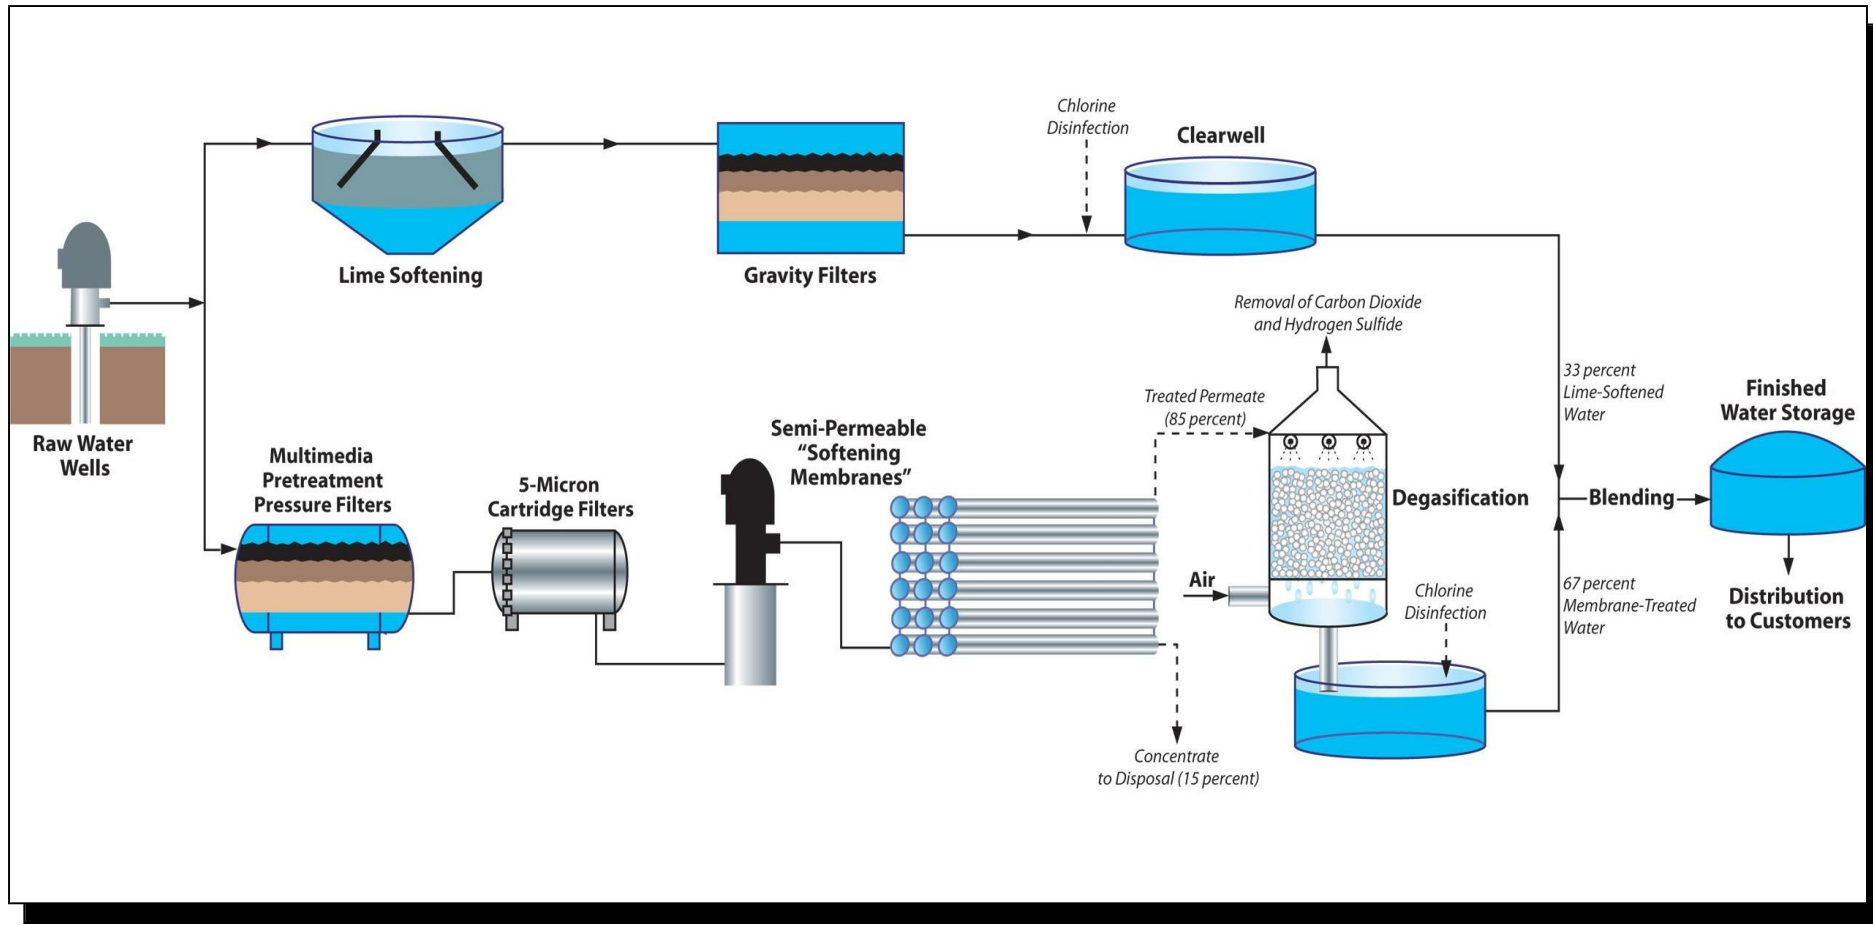 Chlorine
Disinfection
Clearwell
Lime Softening
Gravity Filters
Removal of Carbon Dioxide
and Hydrogen Sulfide
33 percent
Lime-Softened
Water
Finished
Water Storage
Treated Permeate
(85 percent)
Raw Water
Wells
Multimedia
Pretreatment
Pressure Filters
5-Micron
Cartridge Filters
Semi-Permeable
“Softening
Membranes”
Degasification
Blending
Air
Chlorine
Disinfection
67 percent
Membrane-Treated
Water
Distribution
to Customers
Concentrate
to Disposal (15 percent)